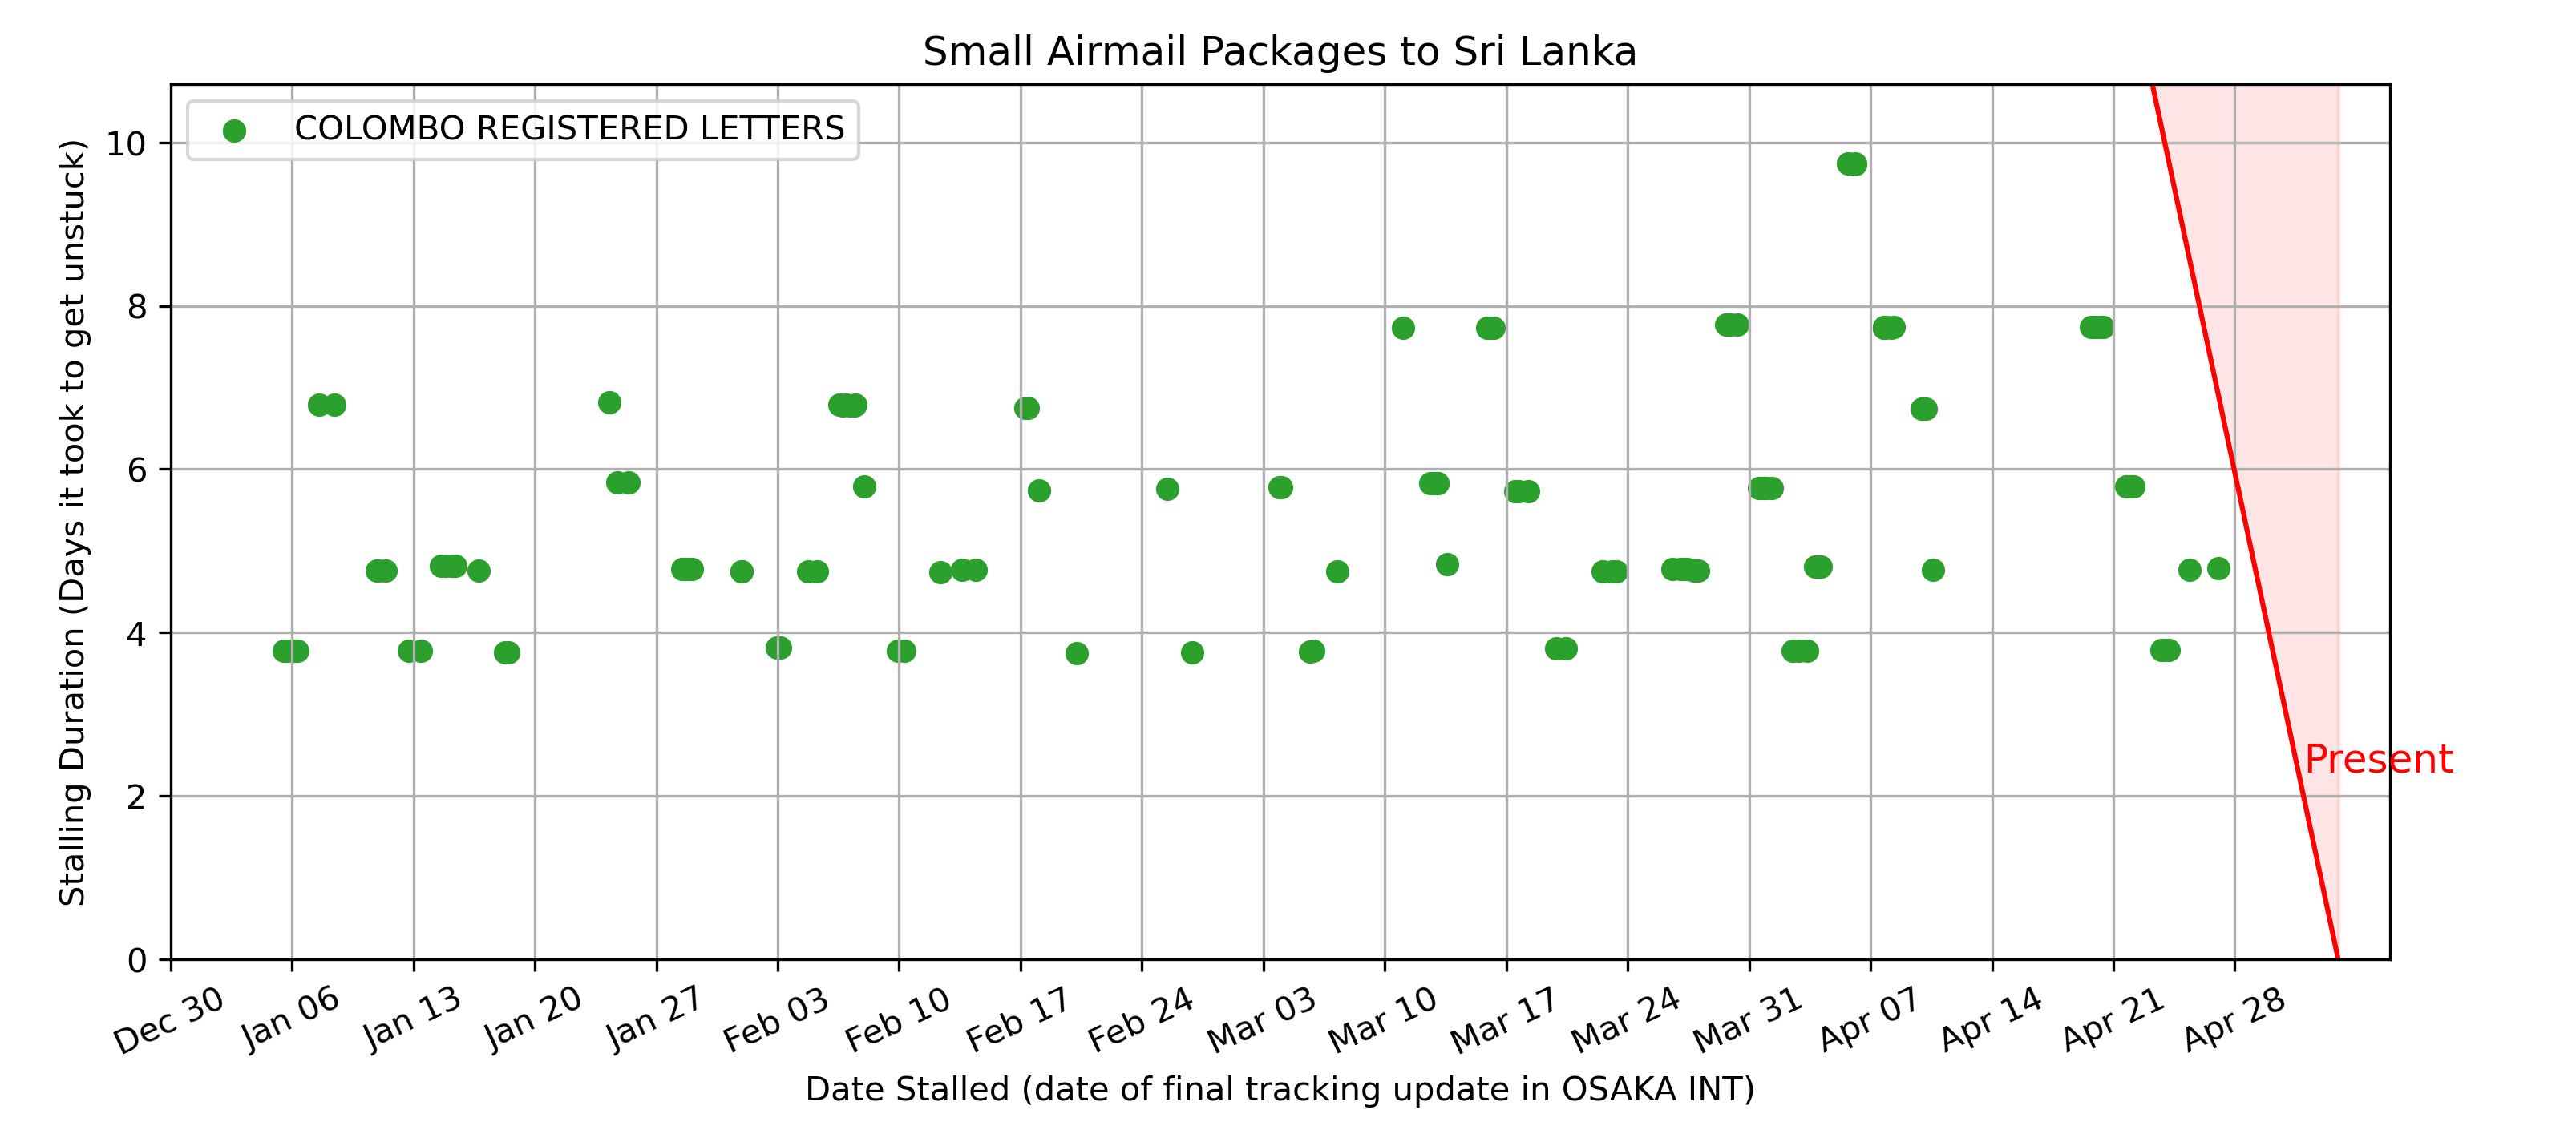 Small Airmail Packages to Sri Lanka
COLOMBO REGISTERED LETTERS
Stalling Duration (Days it took to get unstuck)
10
8
6
4
2
0
Present
Dec 30
Jan 06
Jan 13
Jan 20
Jan 27
Feb 03
Feb 10
Feb 17
Feb 24
Mar 03
Mar 10
Mar 17
Mar 24
Mar 31
Apr 07
Apr 14
Apr 21
Apr 28
Date Stalled (date of final tracking update in OSAKA INT)